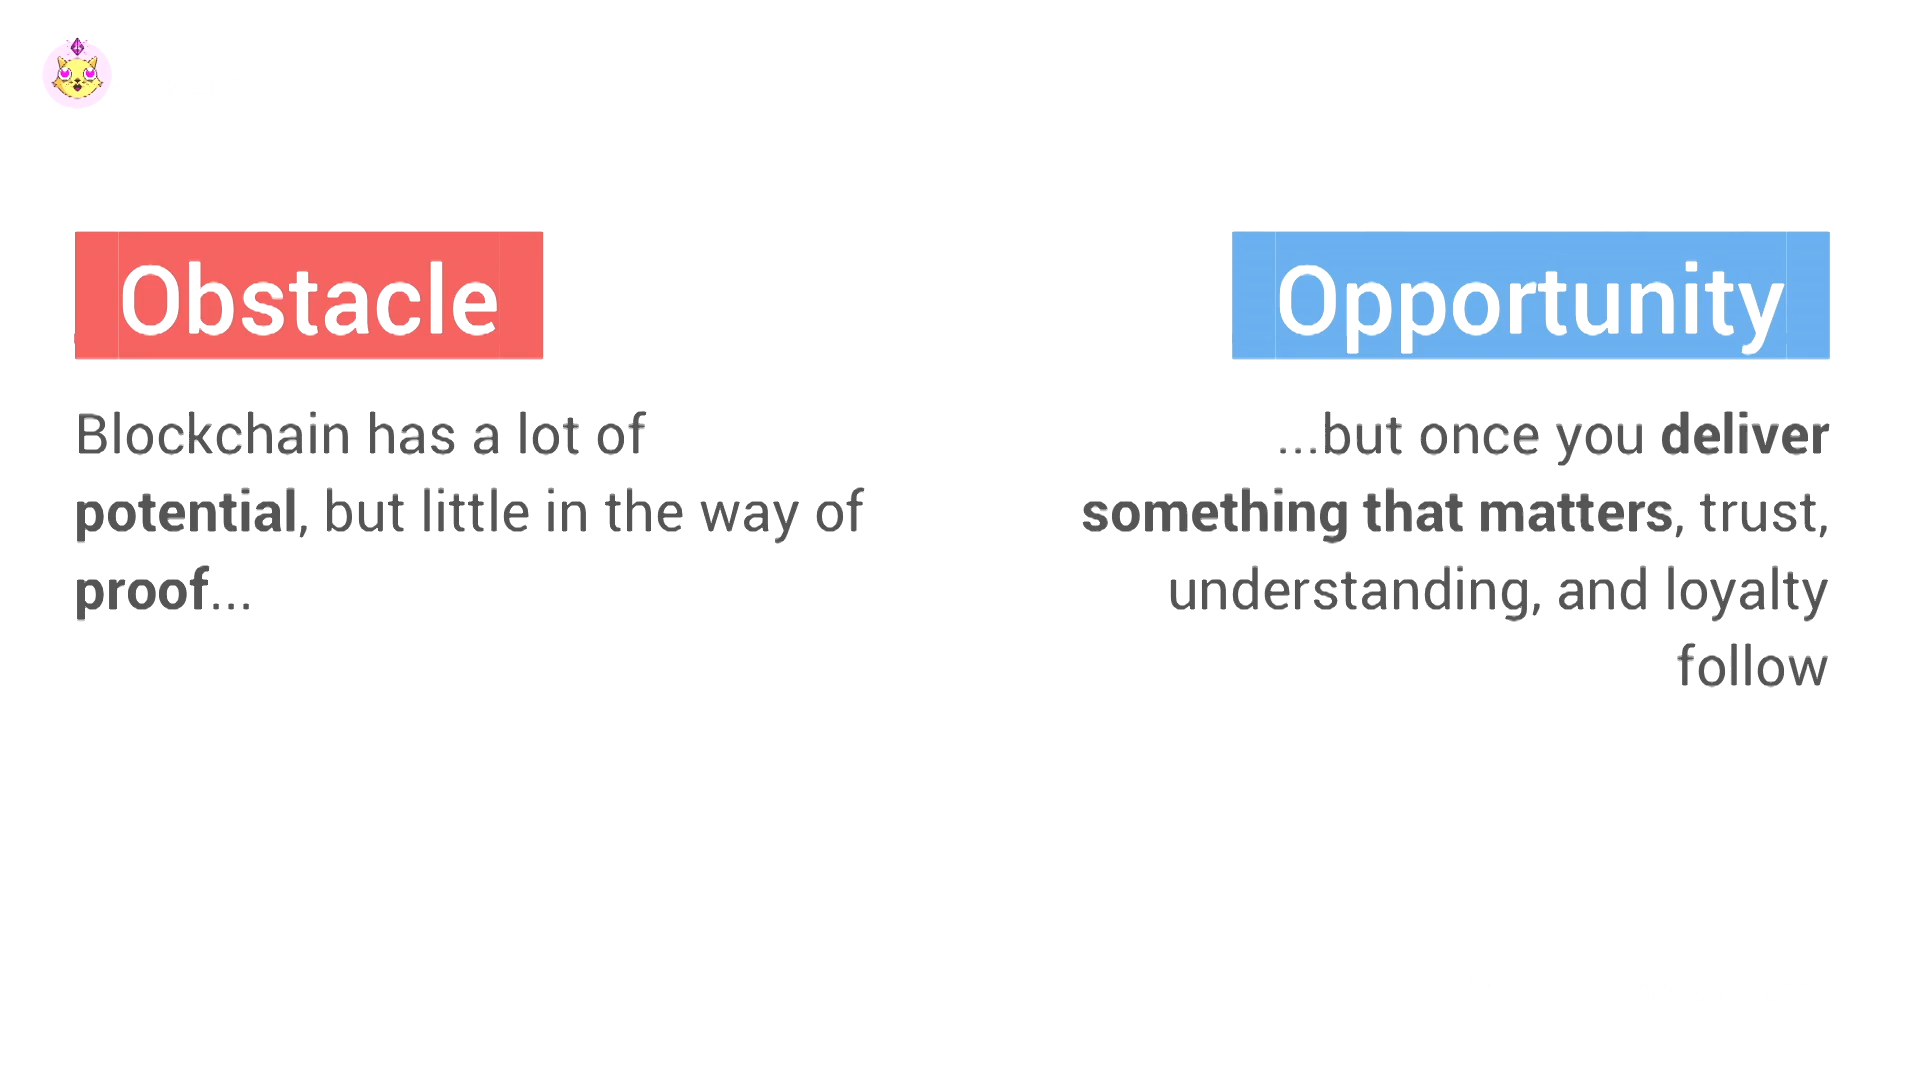 Obstacle
Blockchain has a lot of
potential, but little in the way of
proof...
Opportunity
...but once you deliver
something that matters, trust,
understanding, and loyalty
follow